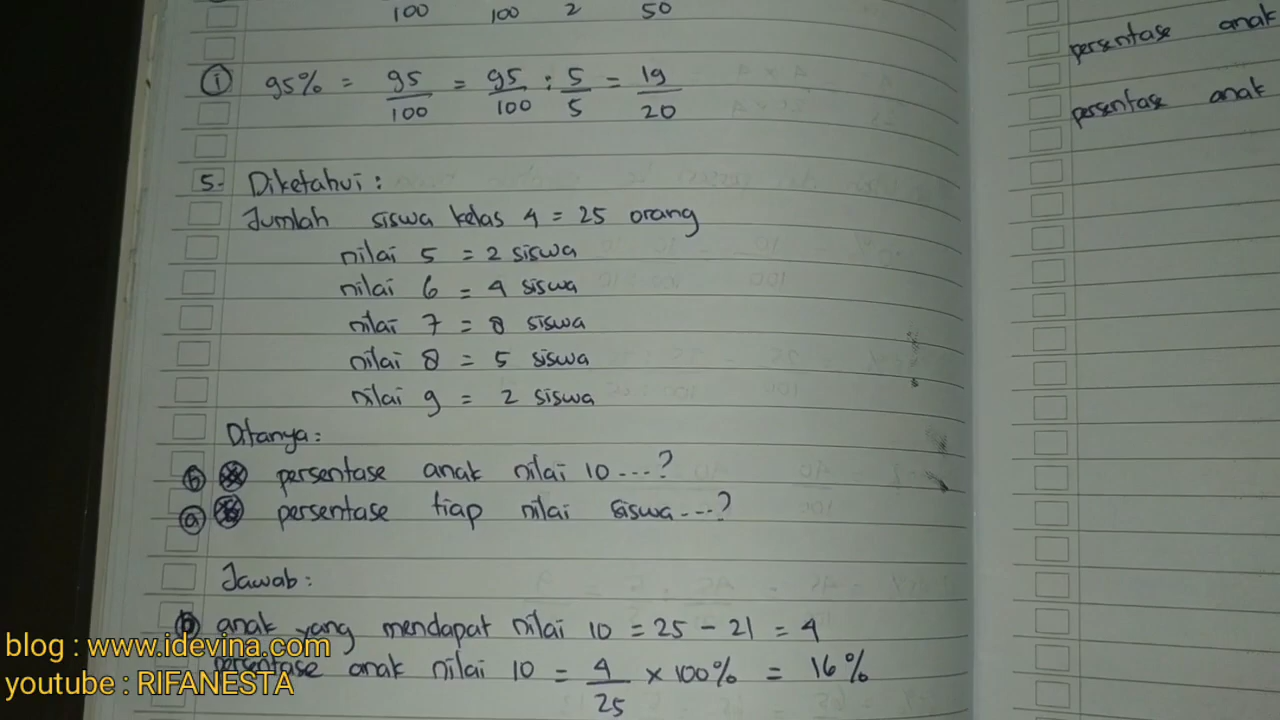 100 100 2 50
i 95% = 95/100 = 95/100 : 5/5 = 19/20
5. Diketahui :
Jumlah siswa kelas 4 = 25 orang
nilai 5 = 2 siswa
nilai 6 = 4 siswa
nilai 7 = 8 siswa
nilai 8 = 5 siswa
nilai 9 = 2 siswa
Ditanya :
b persentase anak nilai 10 ...?
a persentase tiap nilai siswa ...?
Jawab :
b anak yang mendapat nilai 10 = 25 - 21 = 4
persentase anak nilai 10 = 4/25 x 100% = 16%
persentase anak
persentase anak
blog : www.idevina.com
youtube : RIFANESTA